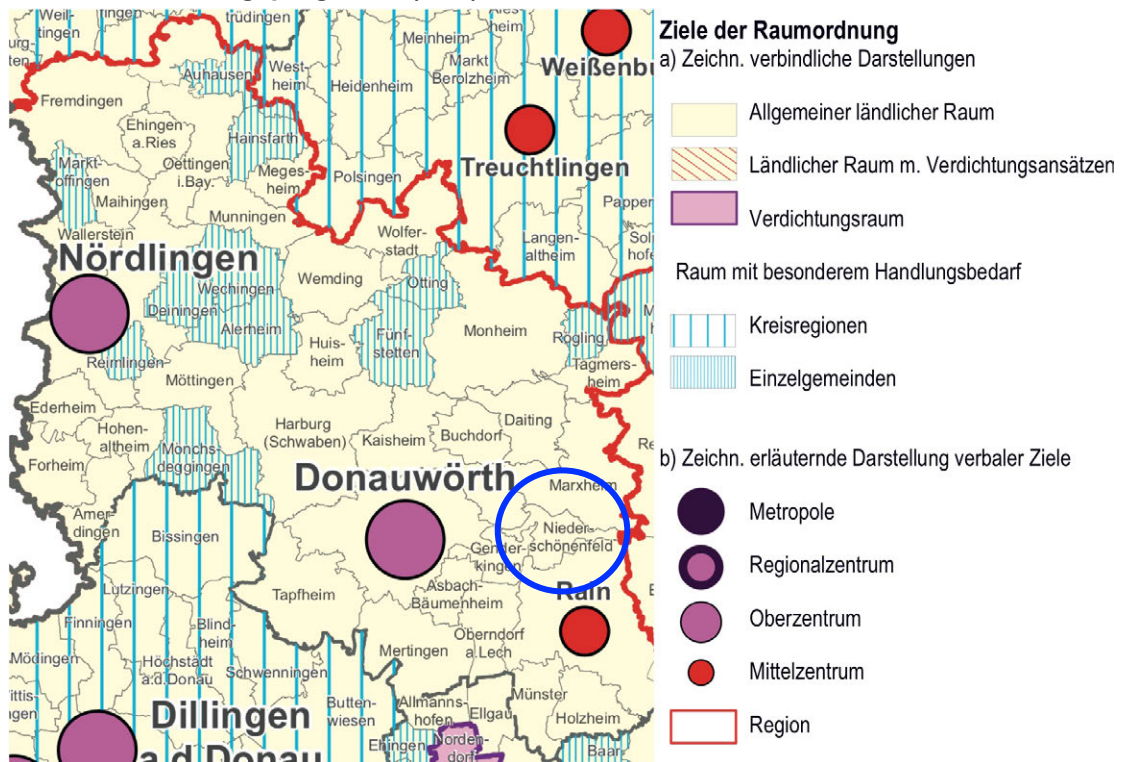 Fremdingen
Auhausen
West-
heim
Heidenheim
Meinheim
Markt
Berolzheim
heim
Weißenbu
Treuchtlingen
Ehingen
a.Ries
Hainsfarth
Oettingen
i.Bay.
Meges-
heim
Polsingen
Markt-
offingen
Maihingen
Munningen
Wallerstein
Wolfer-
stadt
Langen-
altheim
Nördlingen
Wechingen
Wemding
Otting
Deiningen
Alerheim
Huis-
heim
Fünf-
stetten
Monheim
Rögling
Tagmers-
heim
Reimlingen
Möttingen
Ederheim
Hohen-
altheim
Forheim
Mönchs-
deggingen
Harburg
(Schwaben)
Kaisheim
Buchdorf
Daiting
Donauwörth
Marxheim
Amer-
dingen
Bissingen
Nieder-
schönenfeld
Gender-
kingen
Rain
Asbach-
Bäumenheim
Tapfheim
Lutzingen
Finningen
Blind-
heim
Oberndorf
a.Lech
Mertingen
Mödingen
Höchstädt
a.d.Donau
Schwenningen
Butten-
wiesen
Allmanns-
hofen
Ellgau
Münster
Holzheim
Dillingen
a.d.Donau
Ehingen
Norden-
dorf
Baar
Ziele der Raumordnung
a) Zeichn. verbindliche Darstellungen
Allgemeiner ländlicher Raum
Ländlicher Raum m. Verdichtungsansätzen
Verdichtungsraum
Raum mit besonderem Handlungsbedarf
Kreisregionen
Einzelgemeinden
b) Zeichn. erläuternde Darstellung verbaler Ziele
Metropole
Regionalzentrum
Oberzentrum
Mittelzentrum
Region